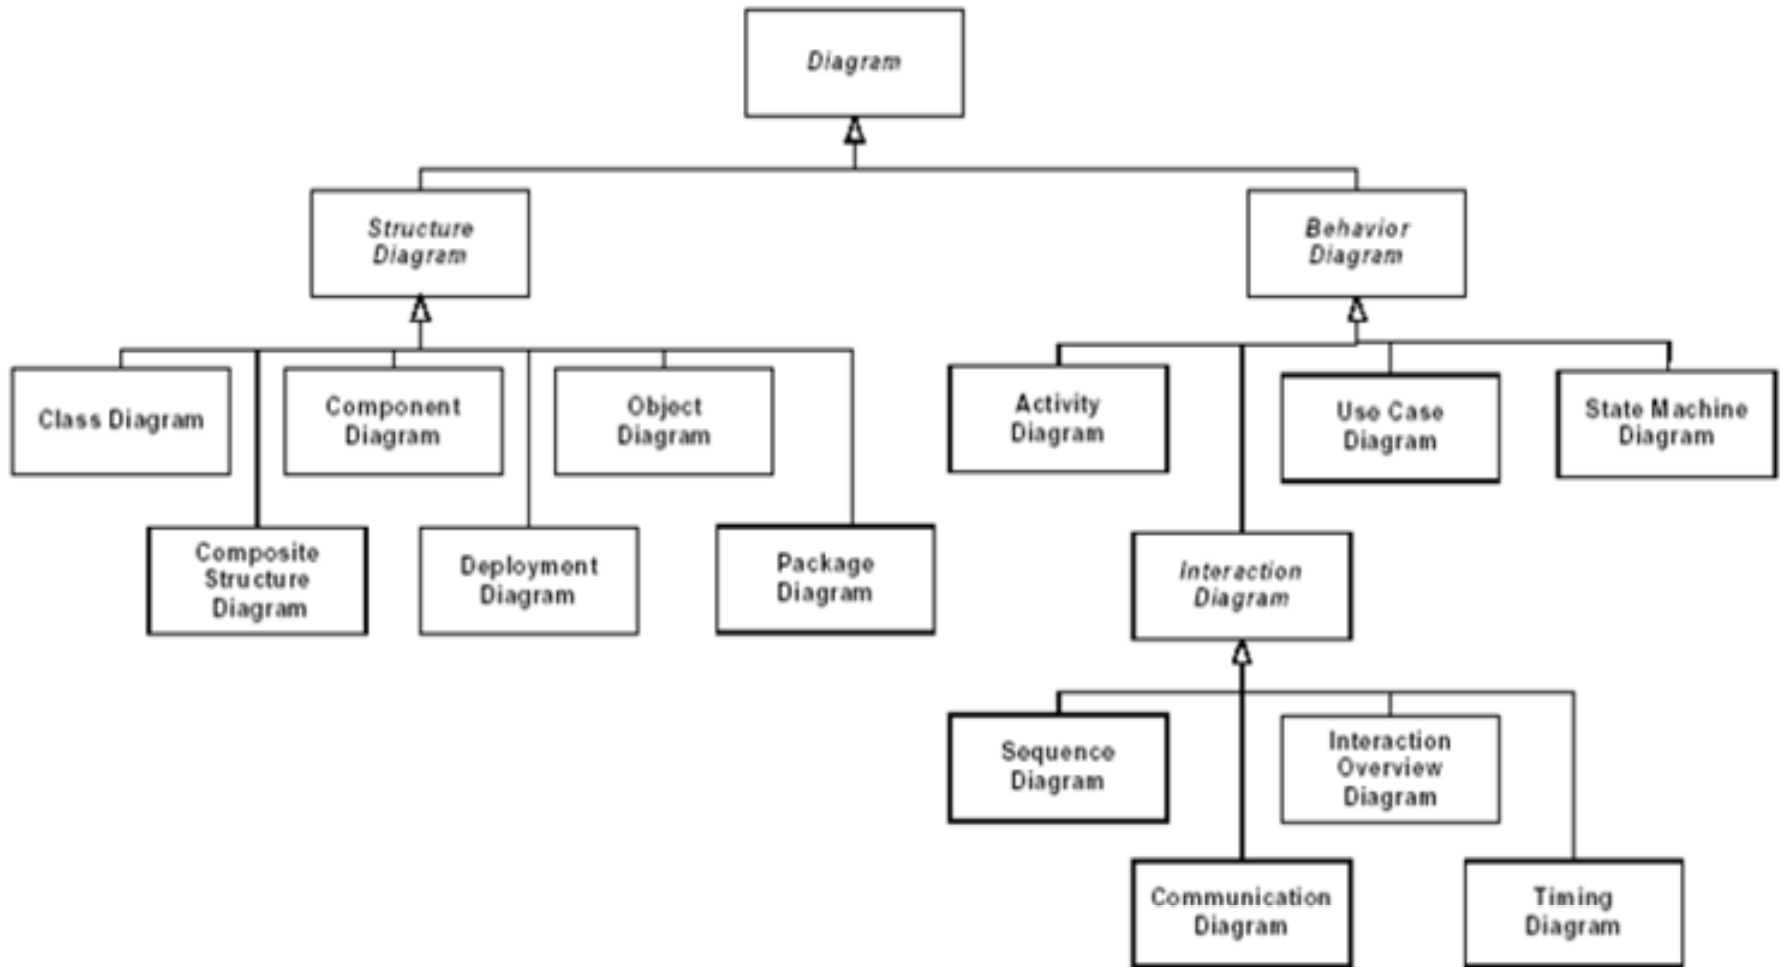 Diagram
Structure
Diagram
Behavior
Diagram
Class Diagram
Component
Diagram
Object
Diagram
Activity
Diagram
Use Case
Diagram
State Machine
Diagram
Composite
Structure
Diagram
Deployment
Diagram
Package
Diagram
Interaction
Diagram
Sequence
Diagram
Interaction
Overview
Diagram
Communication
Diagram
Timing
Diagram